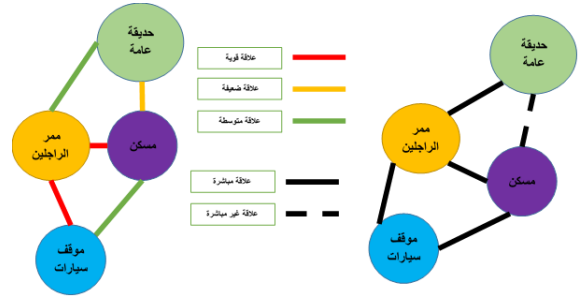 حديقة
عامة
ممر
الراجلين
مسكن
موقف
سيارات
علاقة قوية
علاقة ضعيفة
علاقة متوسطة
علاقة مباشرة
علاقة غير مباشرة
حديقة
عامة
ممر
الراجلين
مسكن
موقف
سيارات